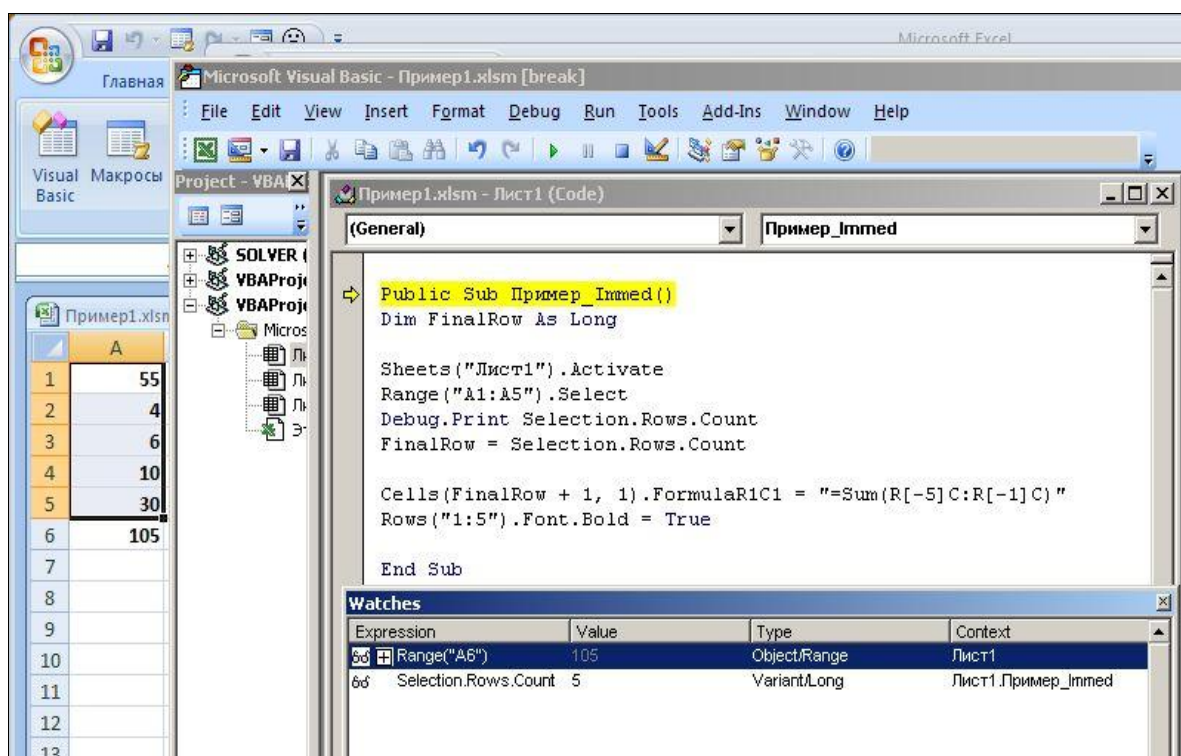 Microsoft Excel
Главная
Microsoft Visual Basic - Пример1.xlsm [break]
File Edit View Insert Format Debug Run Tools Add-Ins Window Help
Visual Basic
Макросы
Project - VBA
Пример1.xlsm - Лист1 (Code)
(General)
Пример_Immed
SOLVER (
VBAProj
VBAProj
Micros
Public Sub Пример_Immed()
Dim FinalRow As Long
Sheets("Лист1").Activate
Range("A1:A5").Select
Debug.Print Selection.Rows.Count
FinalRow = Selection.Rows.Count
Cells(FinalRow + 1, 1).FormulaR1C1 = "=Sum(R[-5]C:R[-1]C)"
Rows("1:5").Font.Bold = True
End Sub
Пример1.xlsm
A
1 55
2 4
3 6
4 10
5 30
6 105
7
8
9
10
11
12
13
Watches
Expression Value Type Context
Range("A6") 105 Object/Range Лист1
Selection.Rows.Count 5 Variant/Long Лист1.Пример_Immed